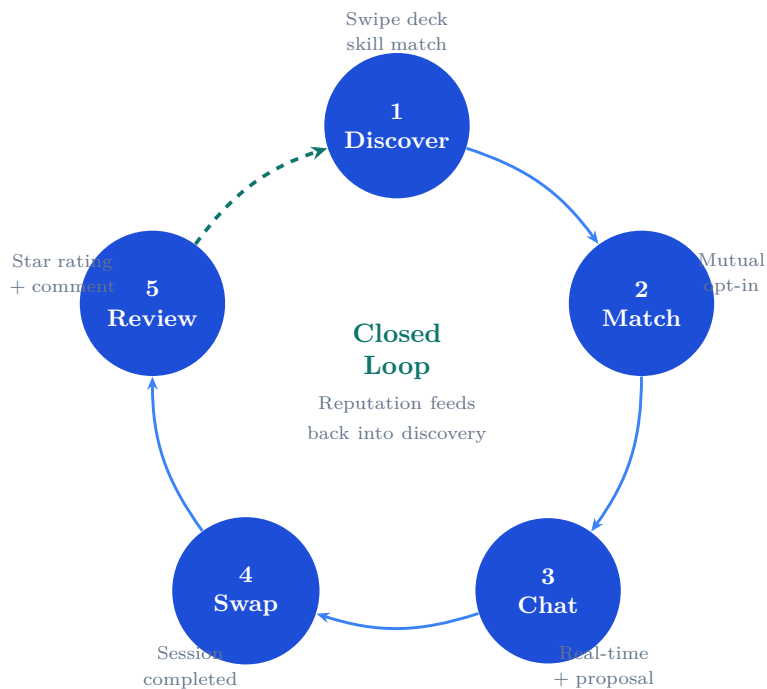 Swipe deck
skill match
1
Discover
Mutual
opt-in
2
Match
Real-time
+ proposal
3
Chat
Session
completed
4
Swap
Star rating
+ comment
5
Review
Closed
Loop
Reputation feeds
back into discovery